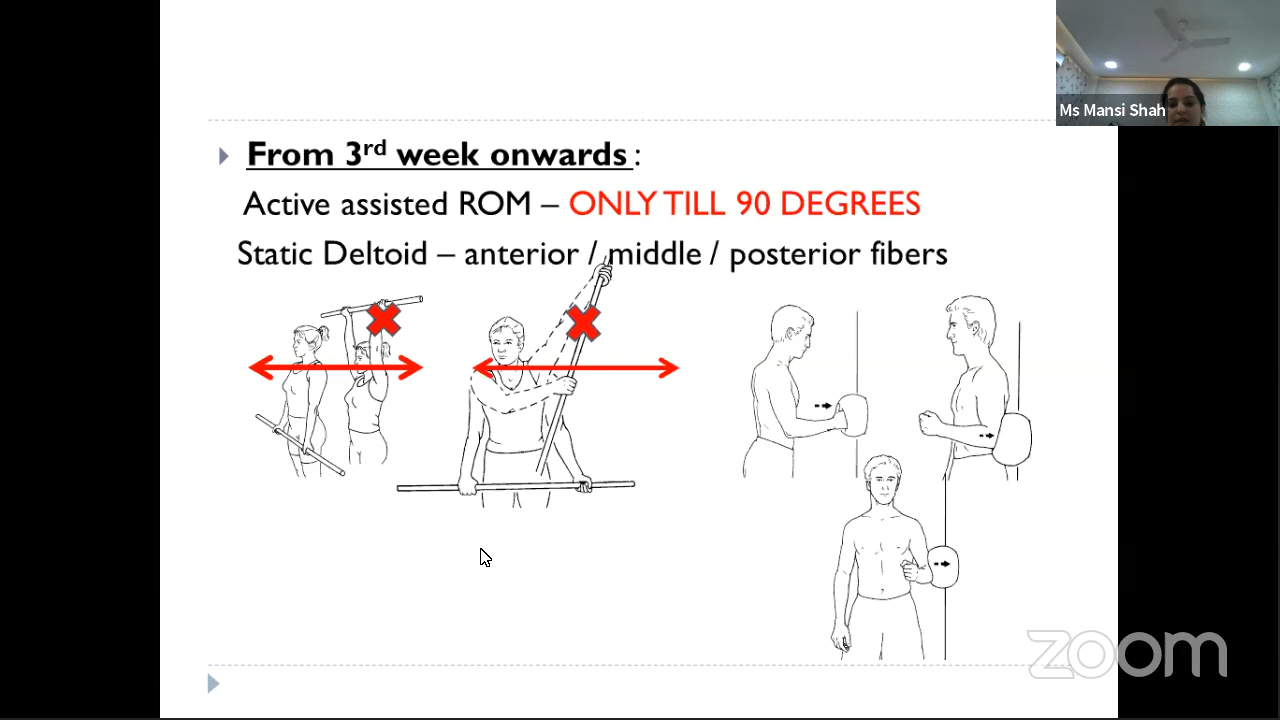 Ms Mansi Shah
From 3rd week onwards :
Active assisted ROM – ONLY TILL 90 DEGREES
Static Deltoid – anterior / middle / posterior fibers
zoom